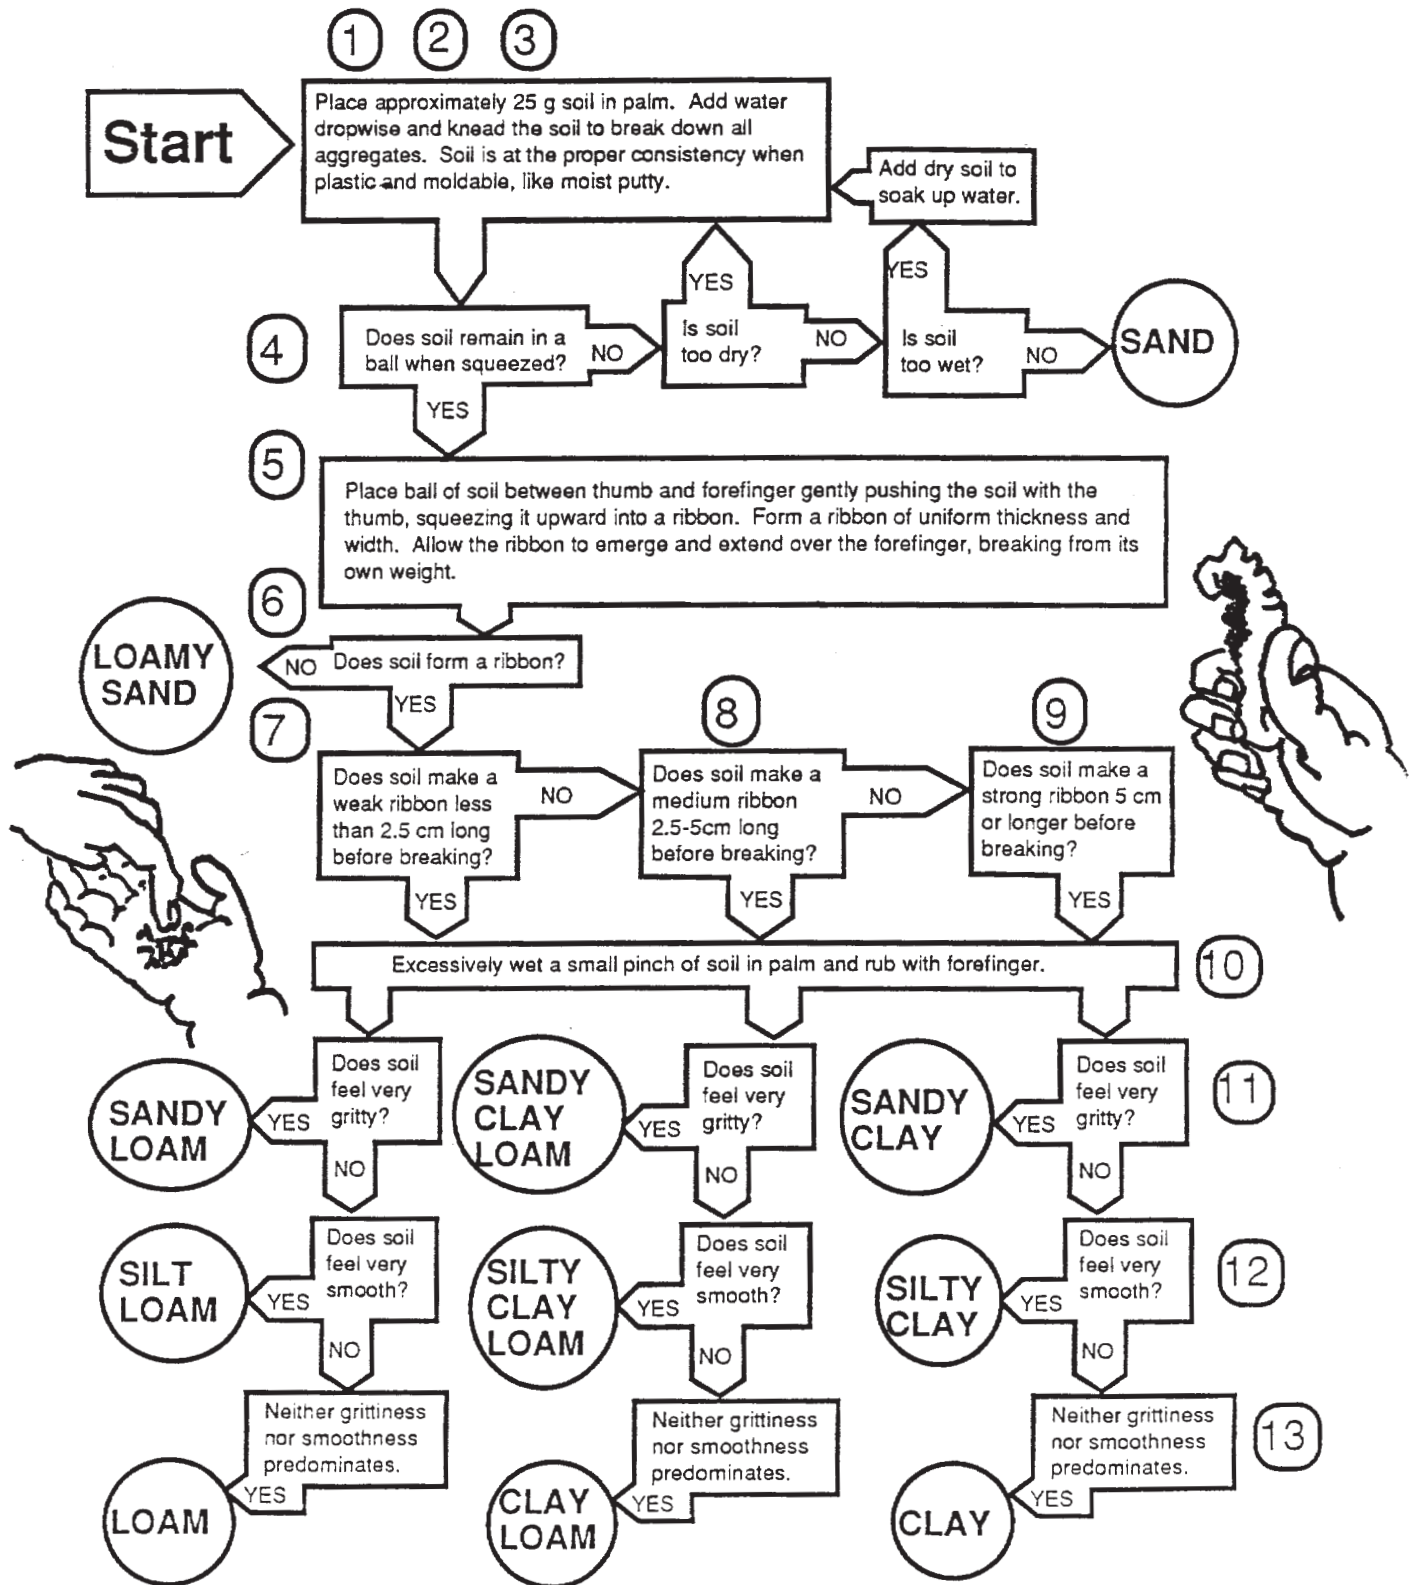 1 2 3
Start
Place approximately 25 g soil in palm. Add water
dropwise and knead the soil to break down all
aggregates. Soil is at the proper consistency when
plastic and moldable, like moist putty.
Add dry soil to
soak up water.
YES
YES
4
Does soil remain in a
ball when squeezed?
NO
Is soil
too dry?
NO
Is soil
too wet?
NO
SAND
YES
5
Place ball of soil between thumb and forefinger gently pushing the soil with the
thumb, squeezing it upward into a ribbon. Form a ribbon of uniform thickness and
width. Allow the ribbon to emerge and extend over the forefinger, breaking from its
own weight.
6
LOAMY
SAND
NO
Does soil form a ribbon?
YES
7
8
9
Does soil make a
weak ribbon less
than 2.5 cm long
before breaking?
NO
Does soil make a
medium ribbon
2.5-5cm long
before breaking?
NO
Does soil make a
strong ribbon 5 cm
or longer before
breaking?
YES
YES
YES
Excessively wet a small pinch of soil in palm and rub with forefinger.
10
SANDY
LOAM
YES
Does soil
feel very
gritty?
NO
SANDY
CLAY
LOAM
YES
Does soil
feel very
gritty?
NO
SANDY
CLAY
YES
Does soil
feel very
gritty?
NO
11
SILT
LOAM
YES
Does soil
feel very
smooth?
NO
SILTY
CLAY
LOAM
YES
Does soil
feel very
smooth?
NO
SILTY
CLAY
YES
Does soil
feel very
smooth?
NO
12
Neither grittiness
nor smoothness
predominates.
YES
LOAM
Neither grittiness
nor smoothness
predominates.
YES
CLAY
LOAM
Neither grittiness
nor smoothness
predominates.
YES
CLAY
13